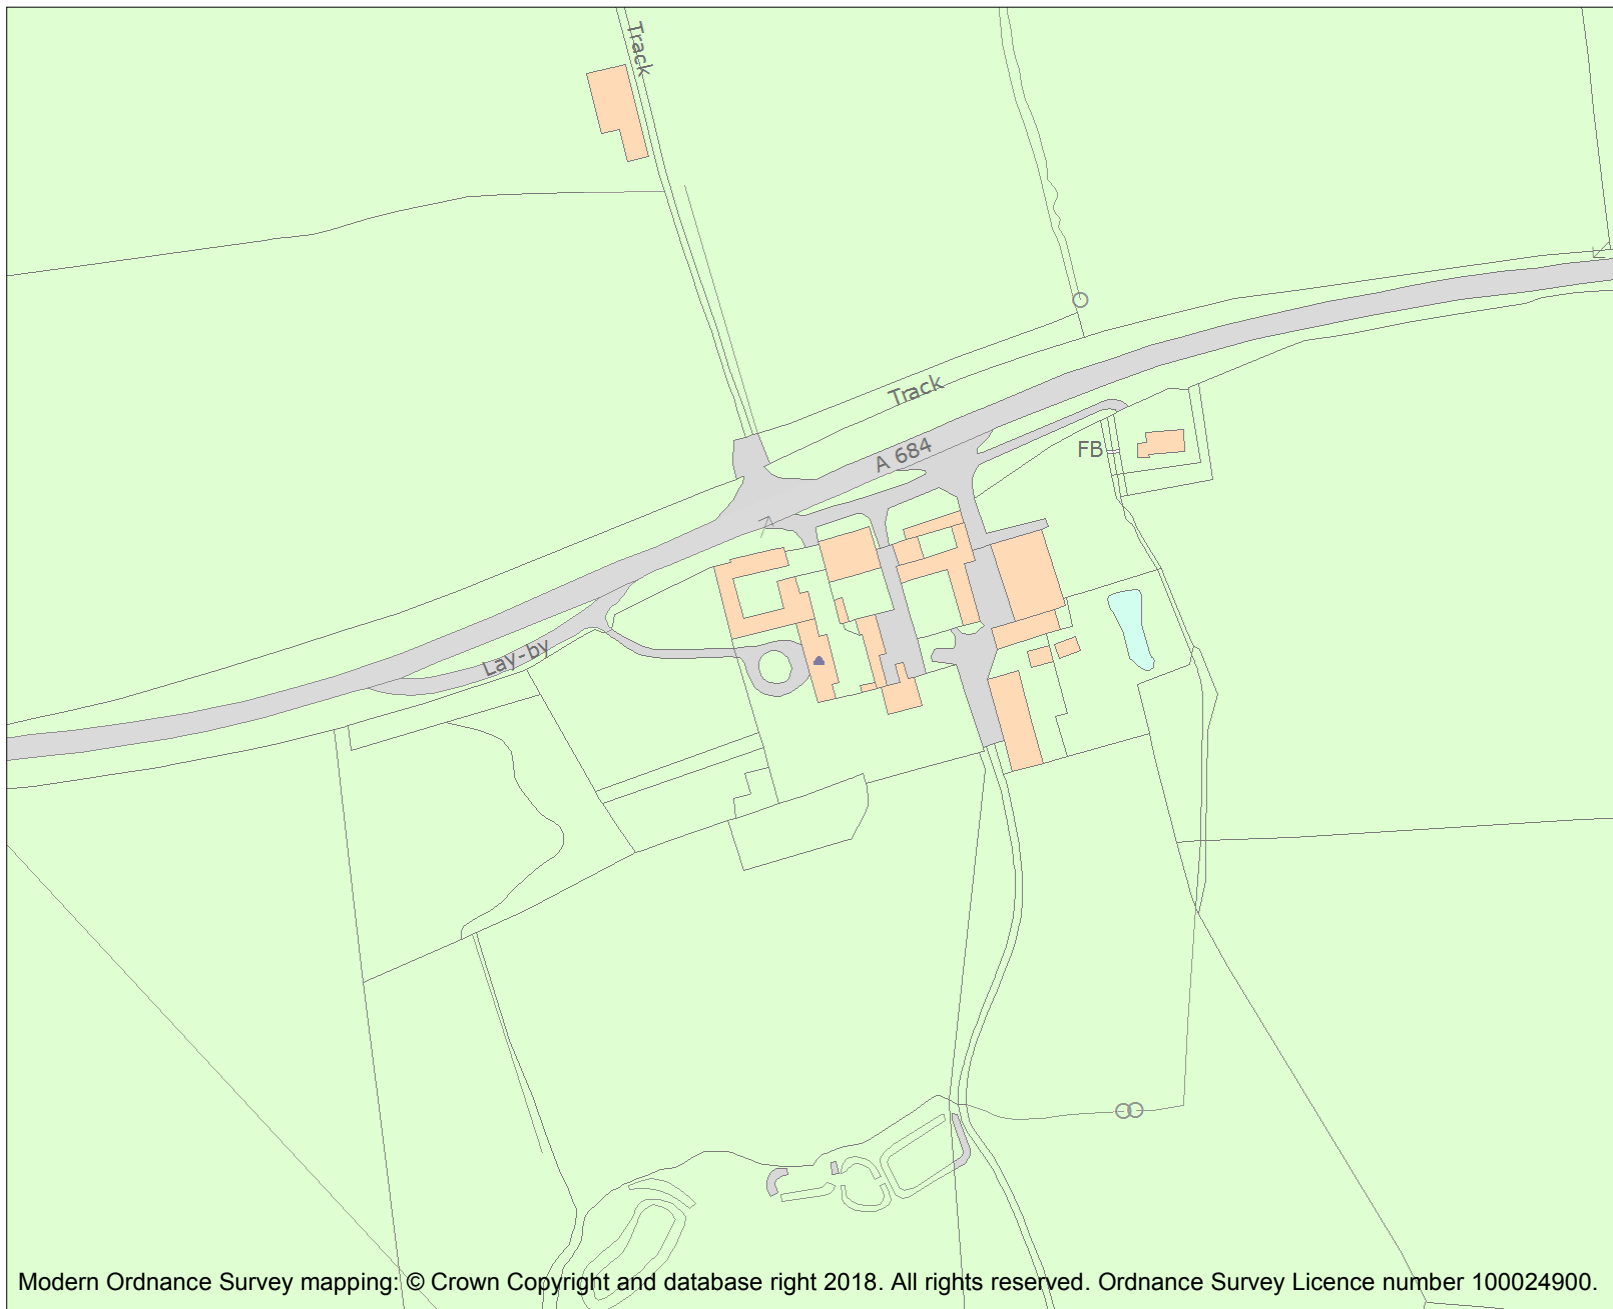 Track
Track
A 684
FB
Lay-by
Modern Ordnance Survey mapping: © Crown Copyright and database right 2018. All rights reserved. Ordnance Survey Licence number 100024900.